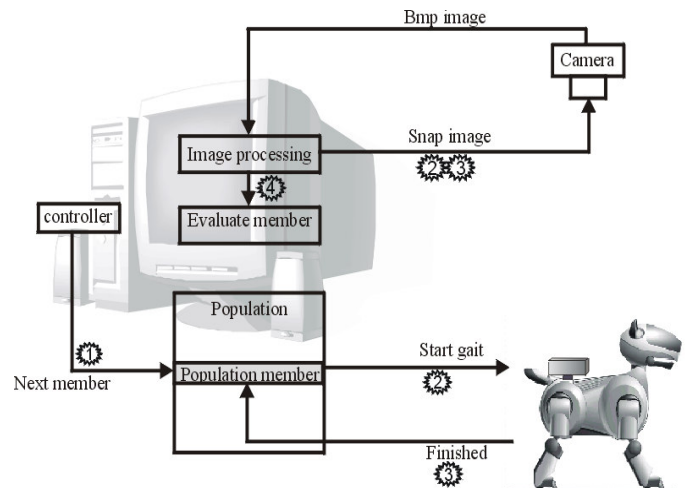 Bmp image
Camera
Snap image
2 3
Image processing
4
Evaluate member
controller
Population
1
Next member
Population member
Start gait
2
Finished
3